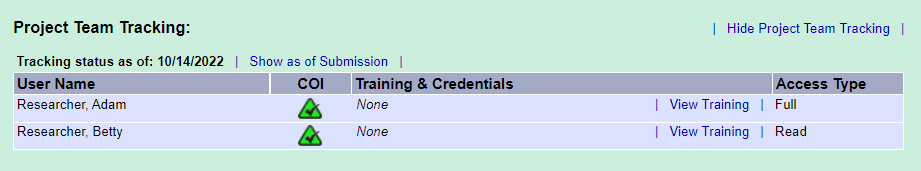 Project Team Tracking: | Hide Project Team Tracking |
Tracking status as of: 10/14/2022 | Show as of Submission |
User Name COI Training & Credentials Access Type
Researcher, Adam None | View Training | Full
Researcher, Betty None | View Training | Read